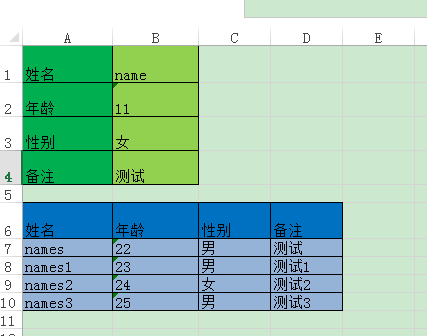 A B C D E
1 姓名 name
2 年龄 11
3 性别 女
4 备注 测试
5
6 姓名 年龄 性别 备注
7 names 22 男 测试
8 names1 23 男 测试1
9 names2 24 女 测试2
10 names3 25 男 测试3
11